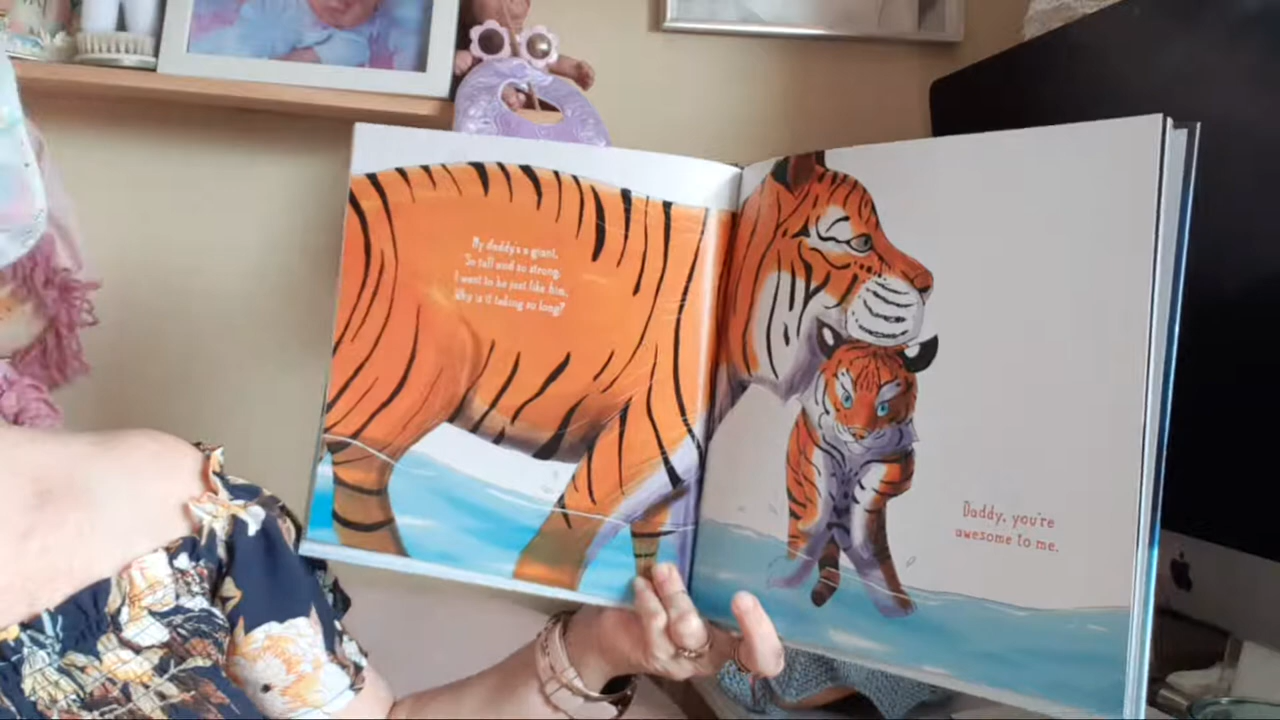 My daddy's a giant,
So tall and so strong.
I want to be just like him.
Why is it taking so long?
Daddy, you're
awesome to me.